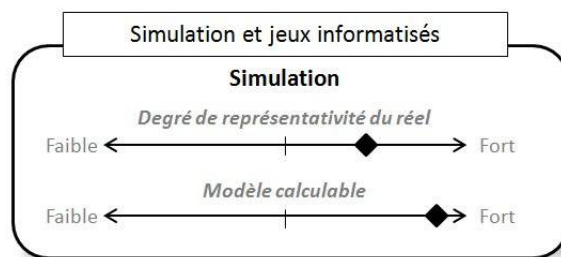 Simulation et jeux informatisés
Simulation
Degré de représentativité du réel
Faible Fort
Modèle calculable
Faible Fort